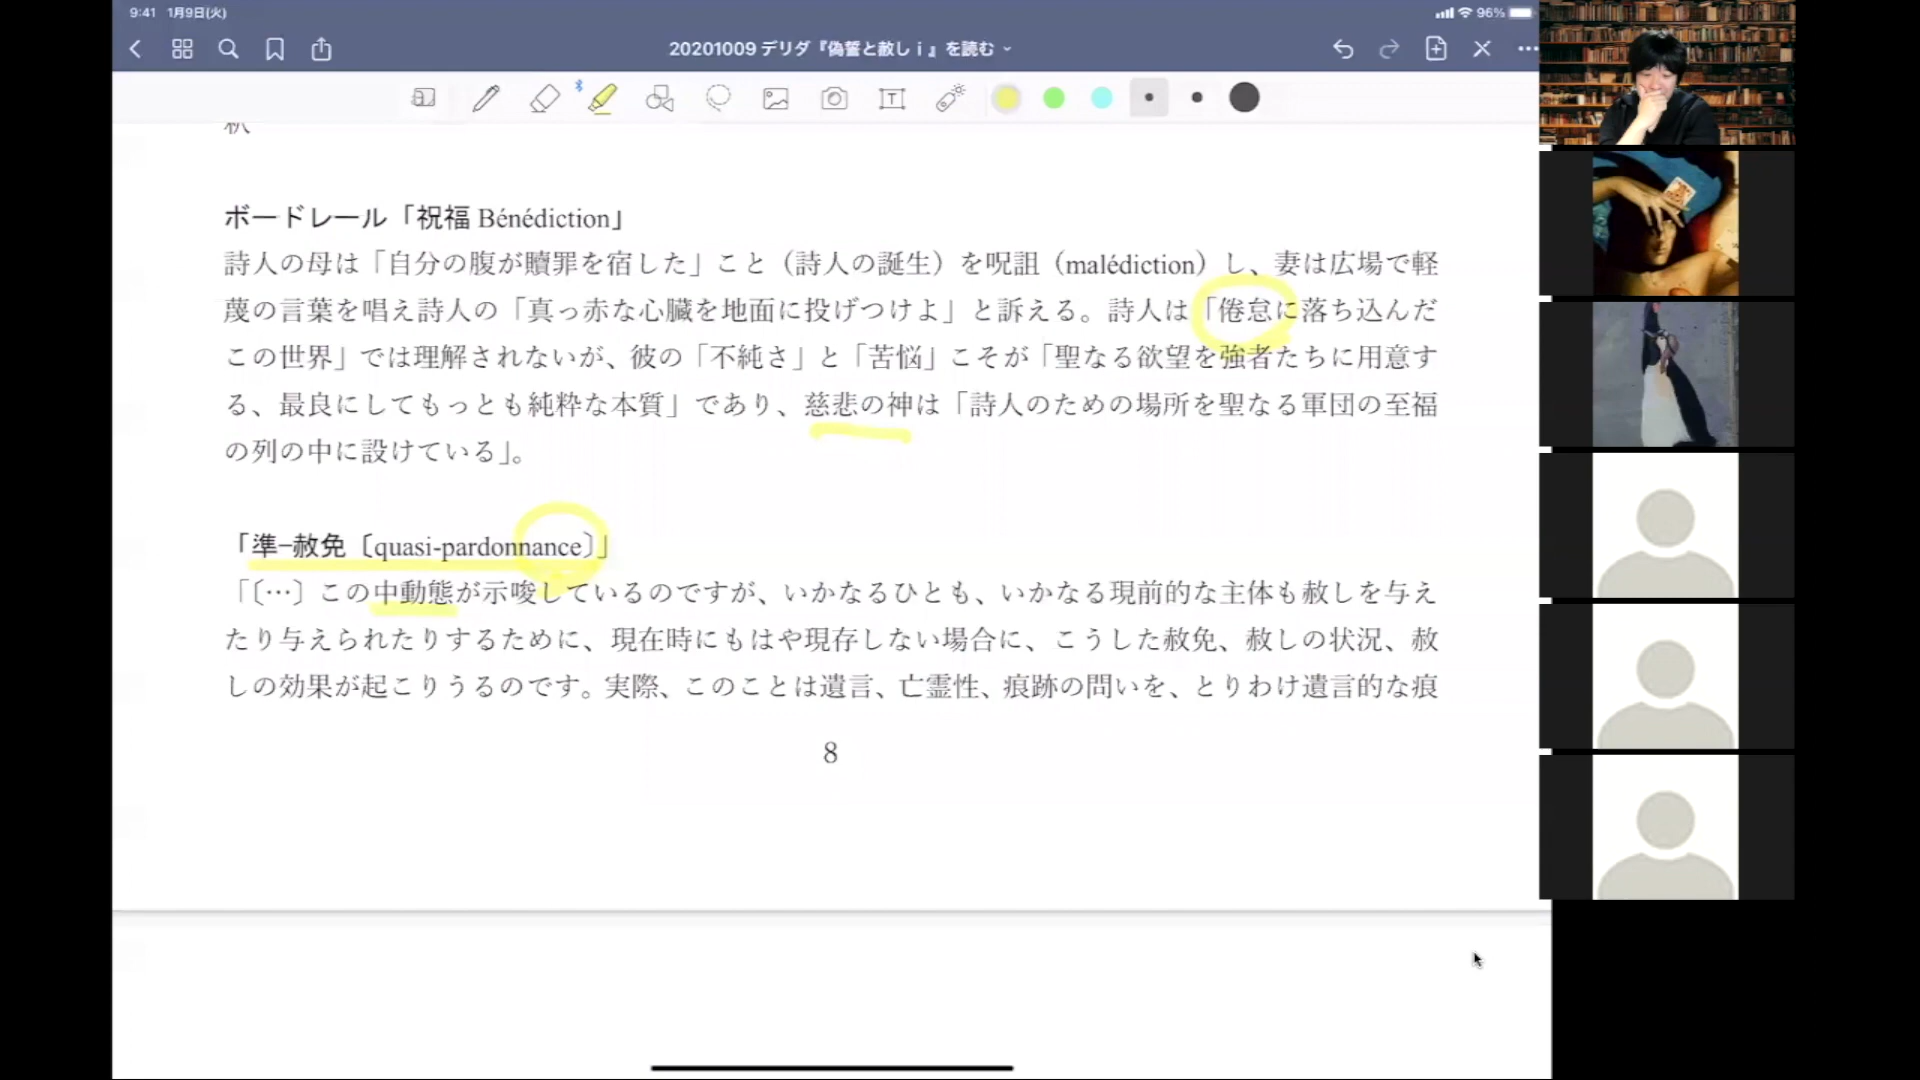 9:41 1月9日(火)
96%
20201009 デリダ『偽誓と赦しⅰ』を読む
釈
ボードレール「祝福 Bénédiction」
詩人の母は「自分の腹が贖罪を宿した」こと（詩人の誕生）を呪詛（malédiction）し、妻は広場で軽
蔑の言葉を唱え詩人の「真っ赤な心臓を地面に投げつけよ」と訴える。詩人は「倦怠に落ち込んだ
この世界」では理解されないが、彼の「不純さ」と「苦悩」こそが「聖なる欲望を強者たちに用意す
る、最良にしてもっとも純粋な本質」であり、慈悲の神は「詩人のための場所を聖なる軍団の至福
の列の中に設けている」。
「準−赦免〔quasi-pardonnance〕」
「〔…〕この中動態が示唆しているのですが、いかなるひとも、いかなる現前的な主体も赦しを与え
たり与えられたりするために、現在時にもはや現存しない場合に、こうした赦免、赦しの状況、赦
しの効果が起こりうるのです。実際、このことは遺言、亡霊性、痕跡の問いを、とりわけ遺言的な痕
8